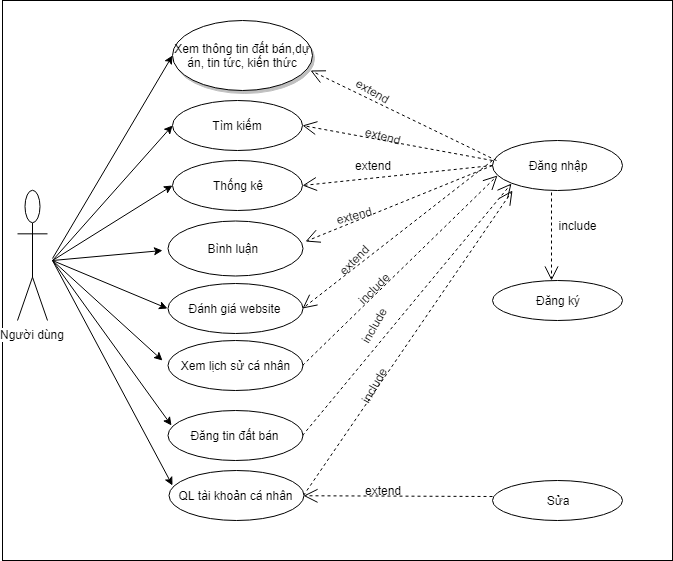 Xem thông tin đất bán,dự
án, tin tức, kiến thức
extend
Tìm kiếm
extend
Thống kê
extend
Đăng nhập
Bình luận
extend
include
extend
Đánh giá website
include
Đăng ký
Người dùng
include
Xem lịch sử cá nhân
include
Đăng tin đất bán
QL tài khoản cá nhân
extend
Sửa